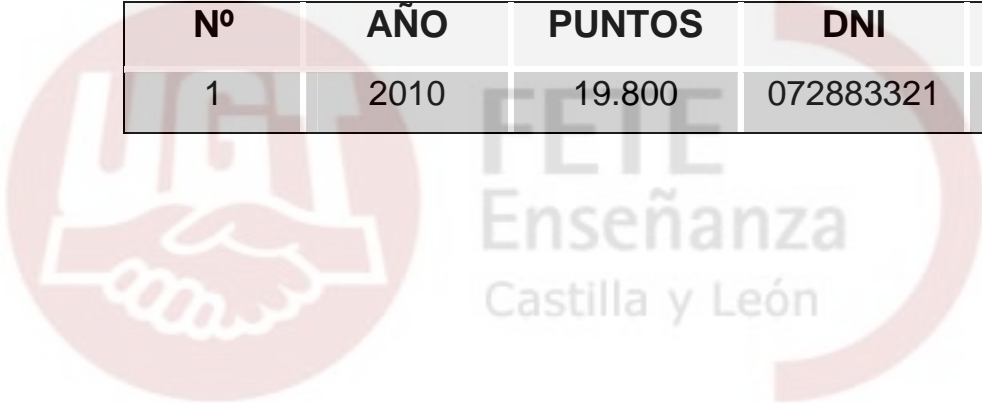 Nº AÑO PUNTOS DNI
1 2010 19.800 072883321
UGT
FETE
Enseñanza
Castilla y León